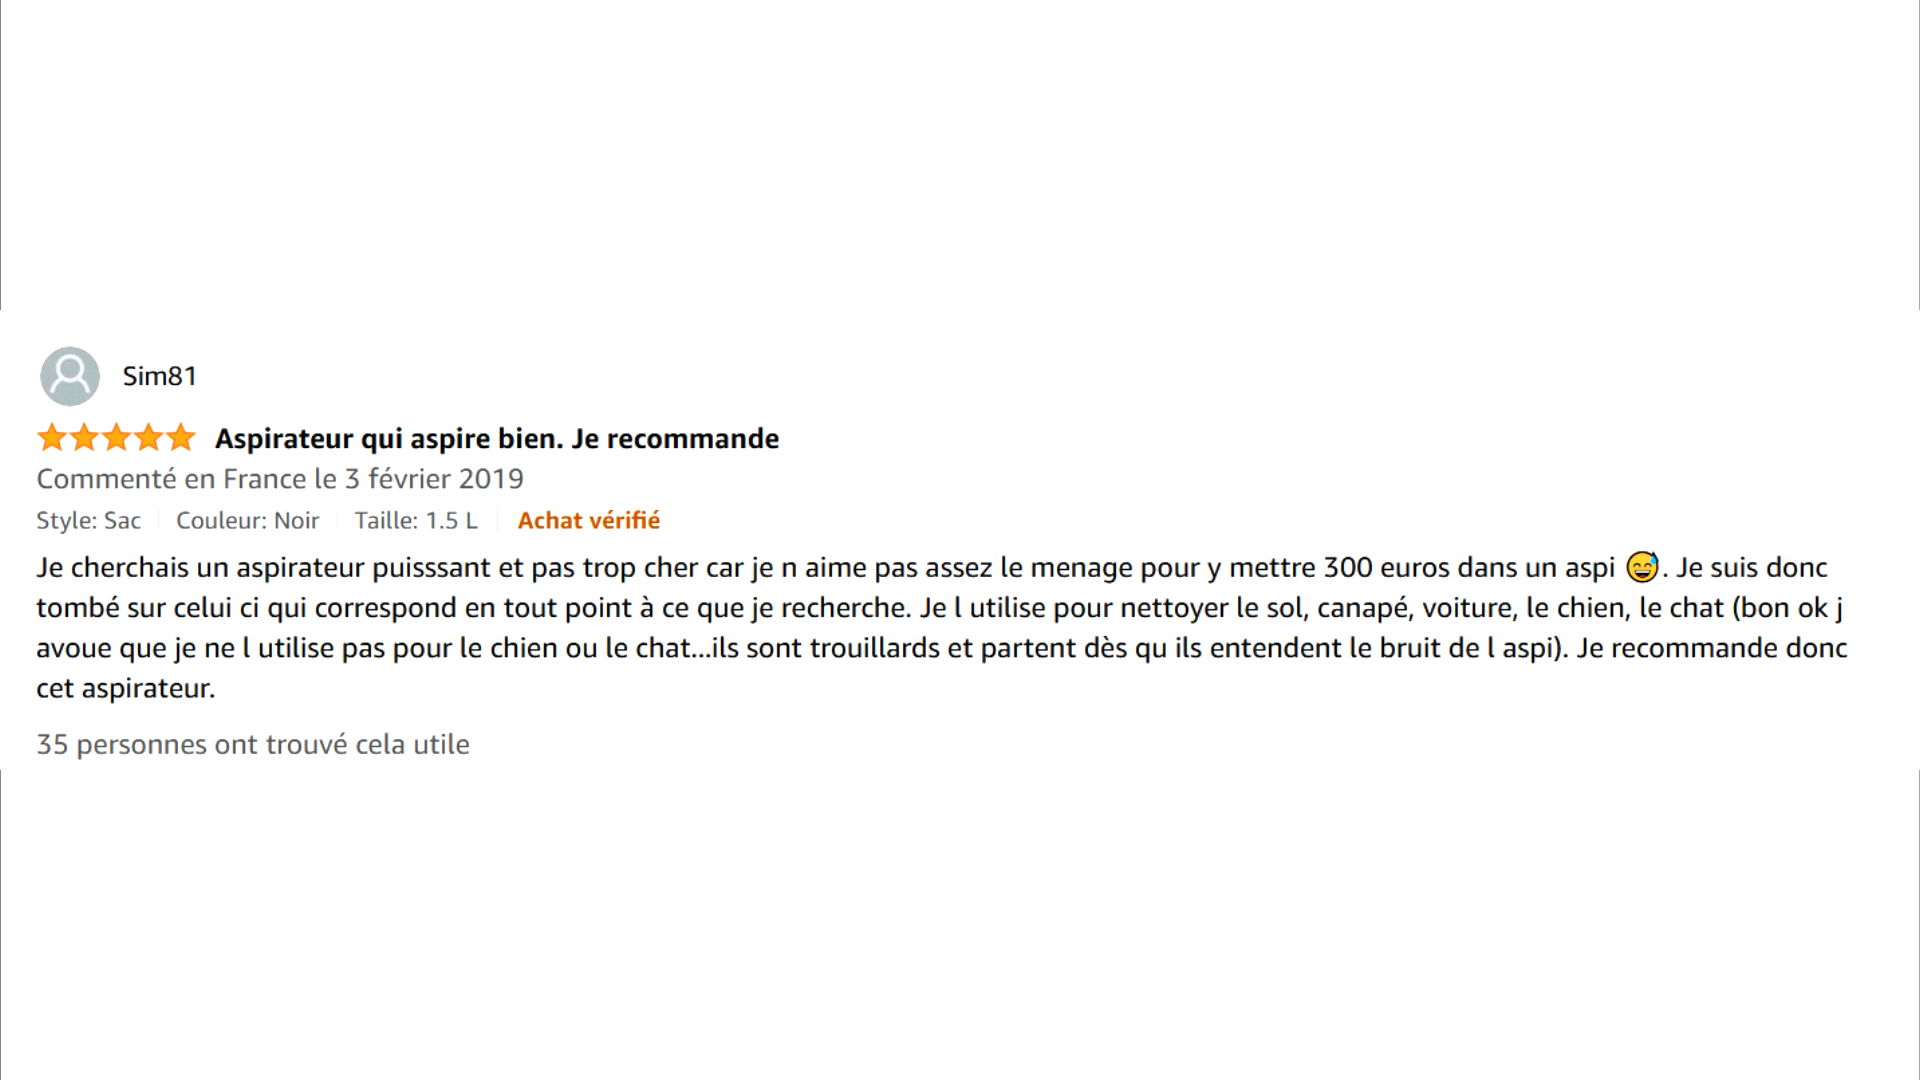 Sim81
Aspirateur qui aspire bien. Je recommande
Commenté en France le 3 février 2019
Style: Sac Couleur: Noir Taille: 1.5 L Achat vérifié
Je cherchais un aspirateur puisssant et pas trop cher car je n aime pas assez le menage pour y mettre 300 euros dans un aspi 😅. Je suis donc
tombé sur celui ci qui correspond en tout point à ce que je recherche. Je l utilise pour nettoyer le sol, canapé, voiture, le chien, le chat (bon ok j
avoue que je ne l utilise pas pour le chien ou le chat...ils sont trouillards et partent dès qu ils entendent le bruit de l aspi). Je recommande donc
cet aspirateur.
35 personnes ont trouvé cela utile